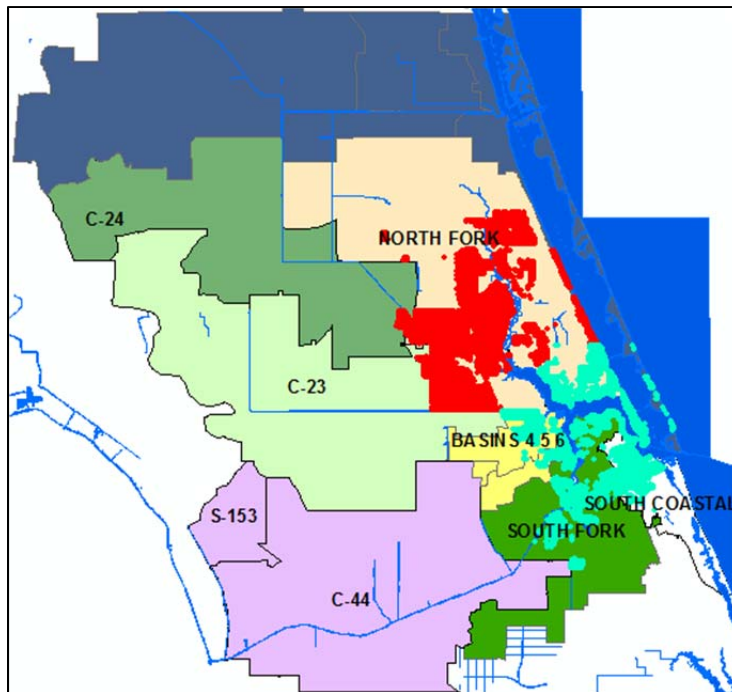 C-24
NORTH FORK
C-23
BASINS 4 5 6
S-153
SOUTH COASTAL
SOUTH FORK
C-44